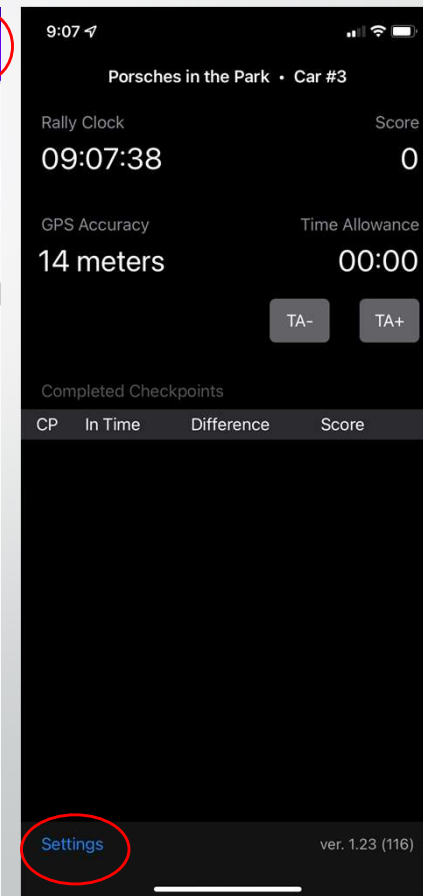 9:07
Porsches in the Park • Car #3
Rally Clock Score
09:07:38 0
GPS Accuracy Time Allowance
14 meters 00:00
TA- TA+
Completed Checkpoints
CP In Time Difference Score
Settings ver. 1.23 (116)